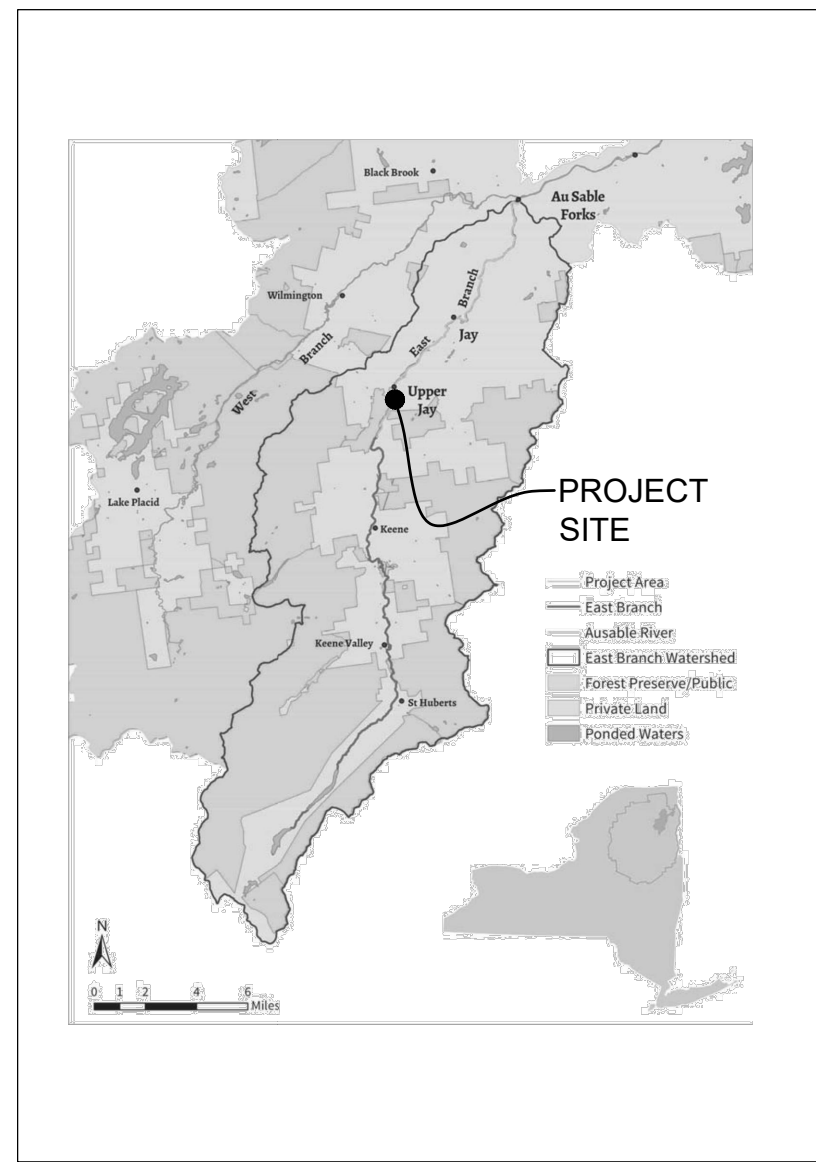 Black Brook
Au Sable
Forks
Wilmington
Branch
West
Branch
East
Jay
Upper
Jay
Lake Placid
PROJECT
SITE
Keene
Keene Valley
St Huberts
Project Area
East Branch
Ausable River
East Branch Watershed
Forest Preserve/Public
Private Land
Ponded Waters
N
0 1 2 4 6
Miles